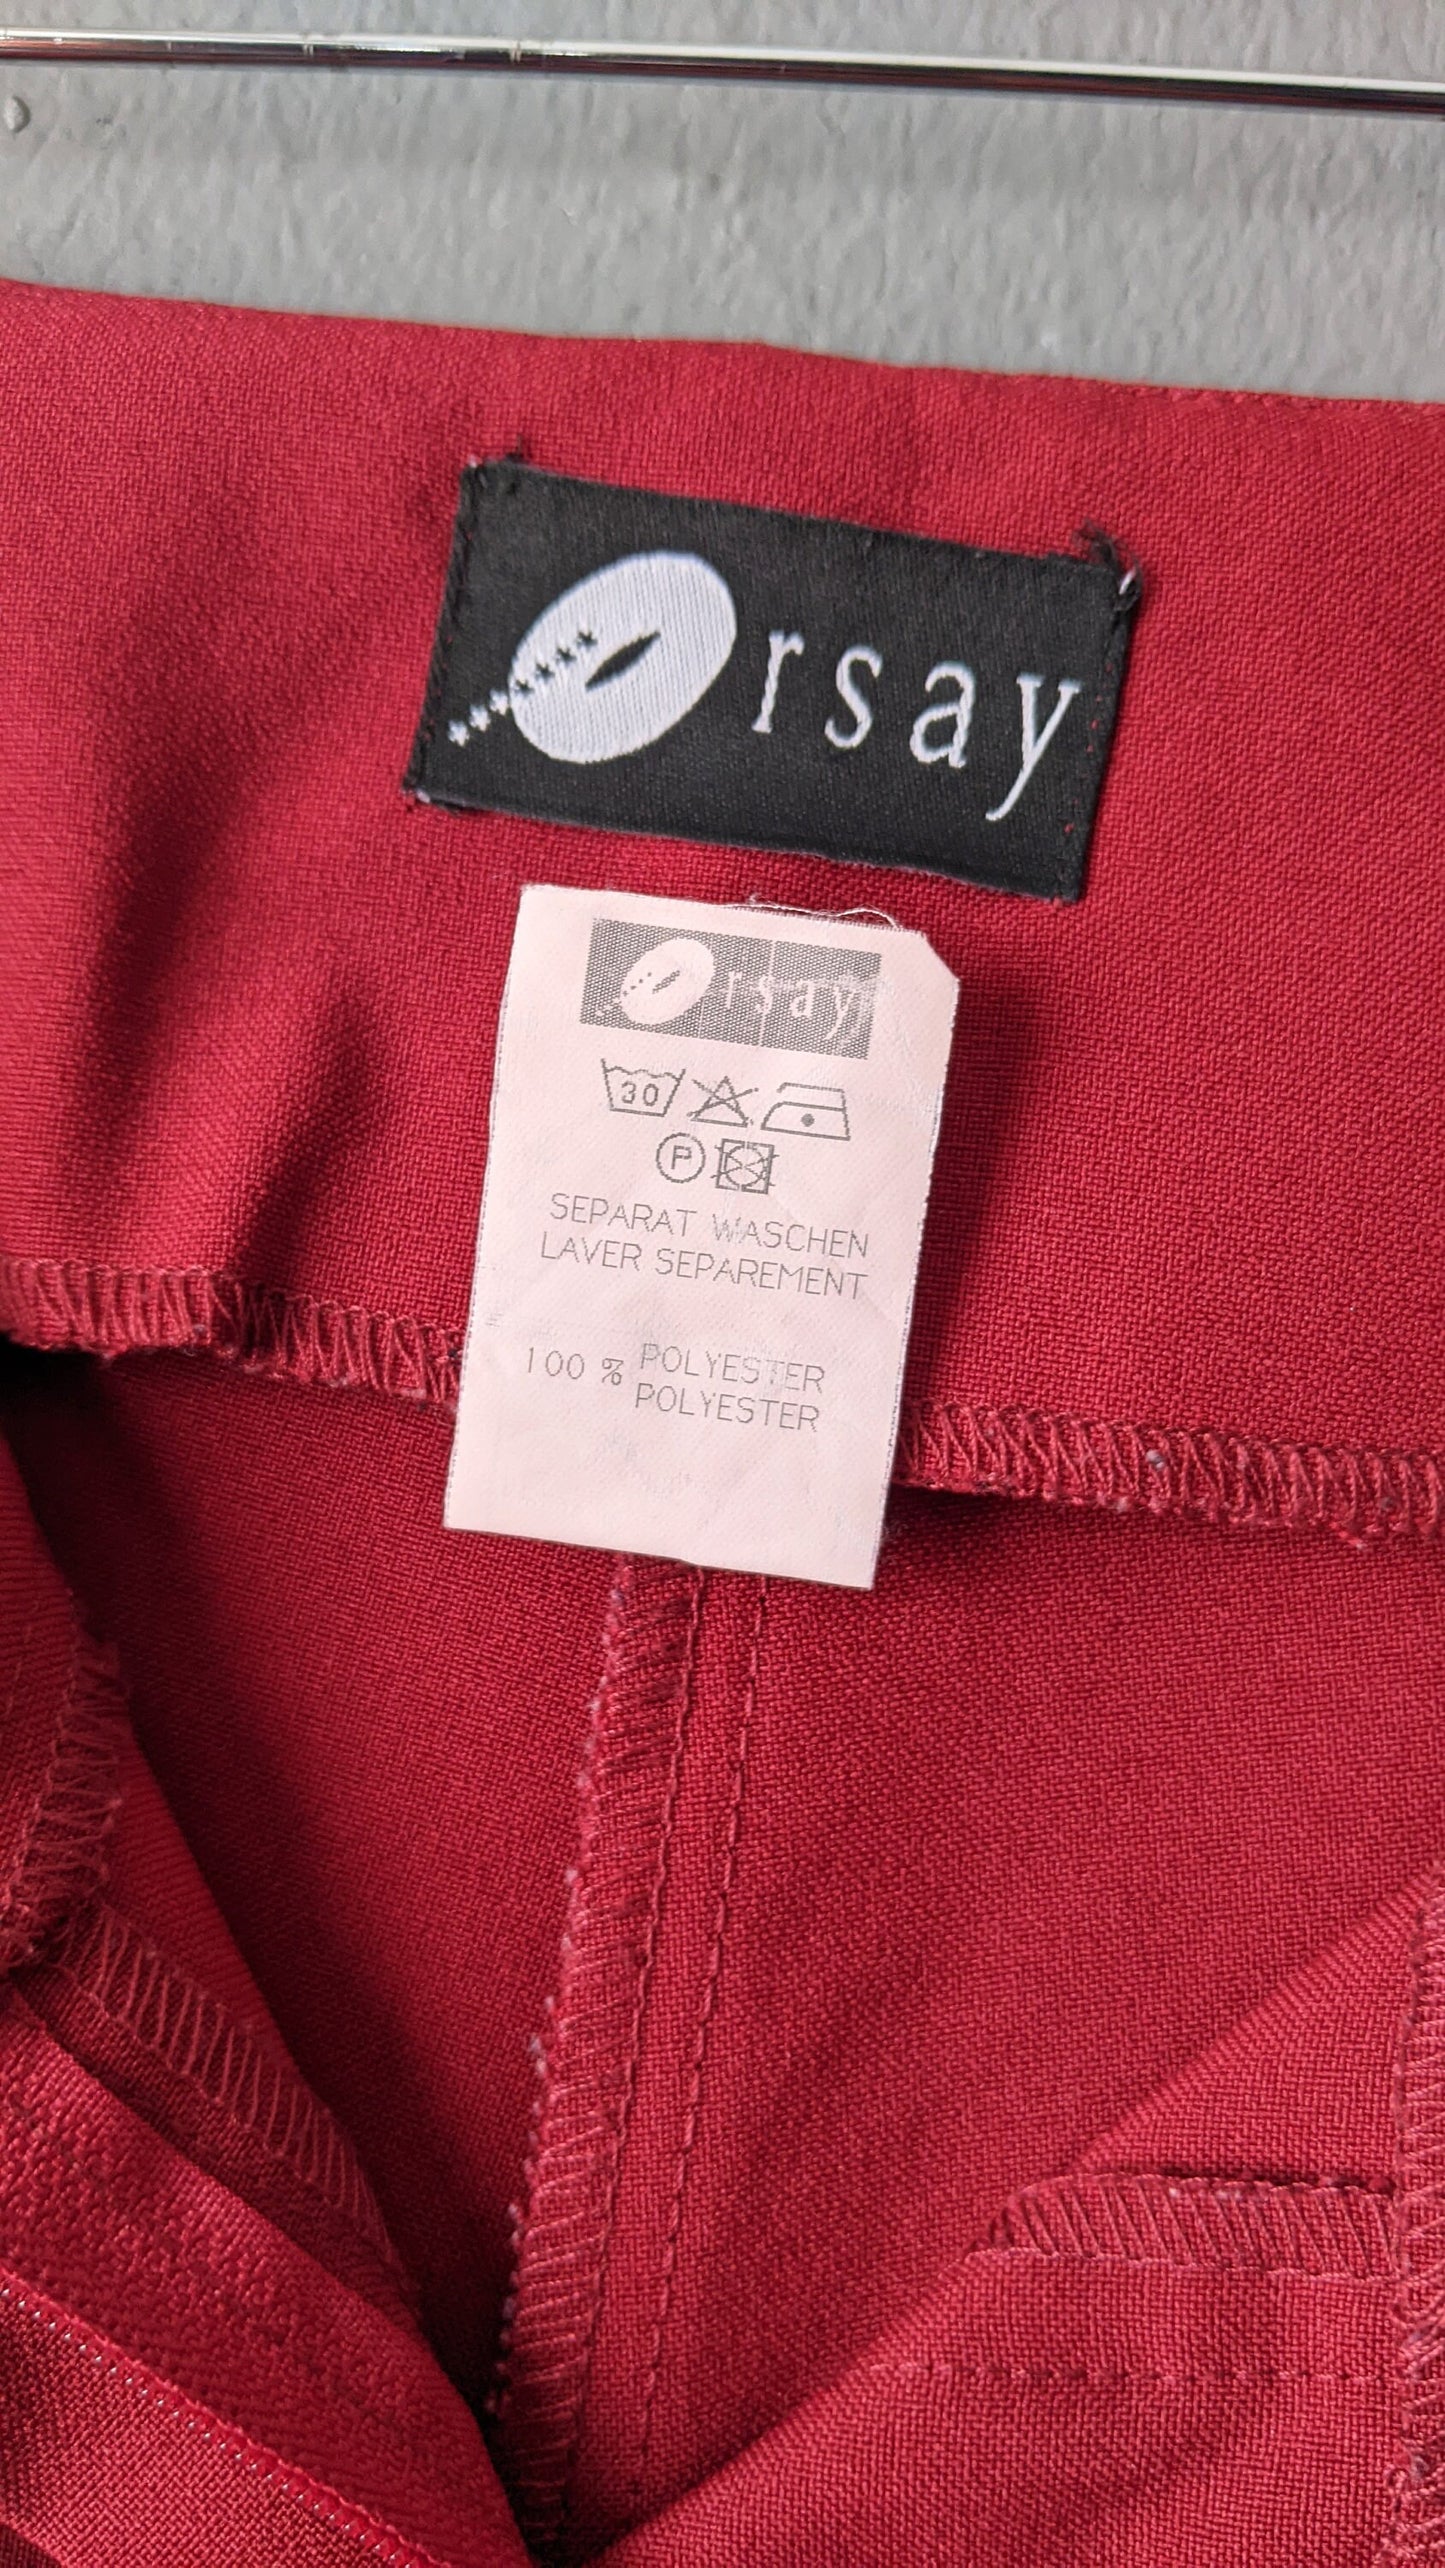 Orsay
Orsay
30
P
SEPARAT WASCHEN
LAVER SEPAREMENT
100 % POLYESTER
POLYESTER